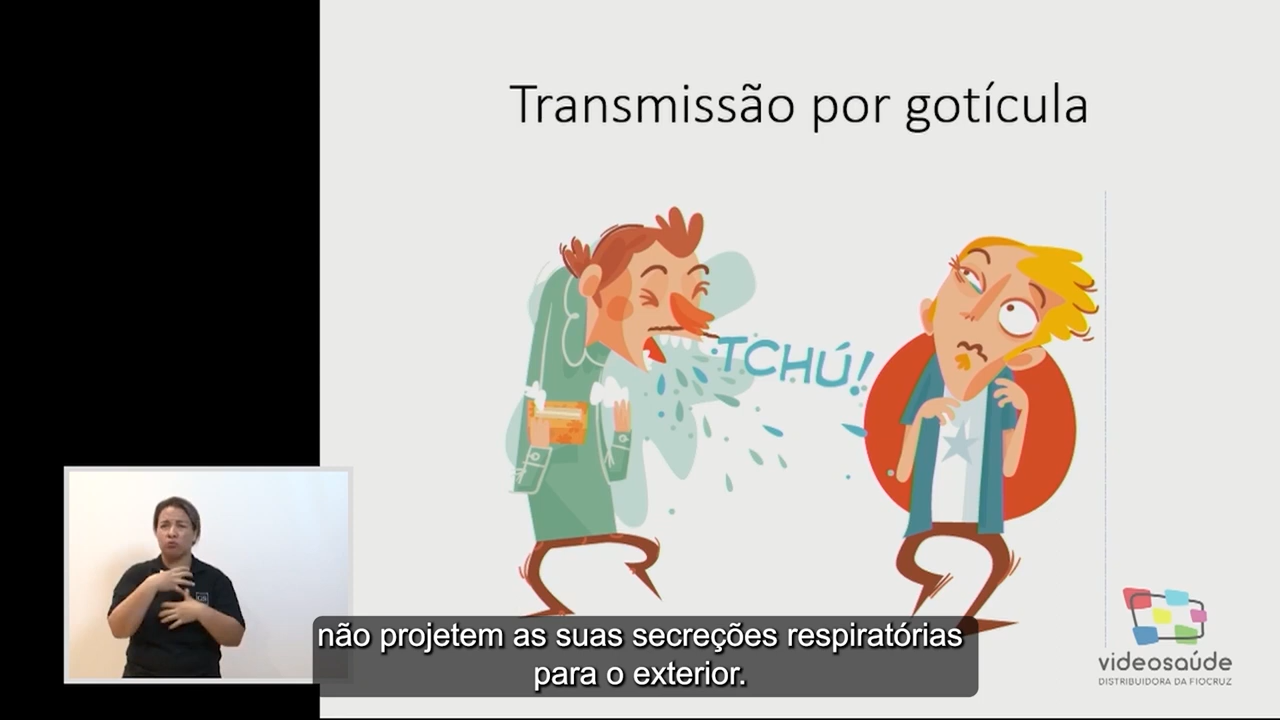 Transmissão por gotícula
TCHÚ!
não projetem as suas secreções respiratórias
para o exterior.
videosaúde
DISTRIBUIDORA DA FIOCRUZ